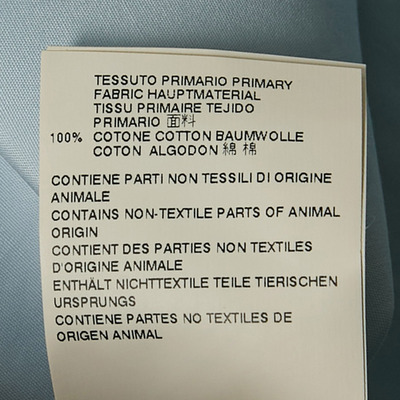 TESSUTO PRIMARIO PRIMARY
FABRIC HAUPTMATERIAL
TISSU PRIMAIRE TEJIDO
PRIMARIO 面料
100% COTONE COTTON BAUMWOLLE
COTON ALGODON 綿 棉
CONTIENE PARTI NON TESSILI DI ORIGINE
ANIMALE
CONTAINS NON-TEXTILE PARTS OF ANIMAL
ORIGIN
CONTIENT DES PARTIES NON TEXTILES
D'ORIGINE ANIMALE
ENTHÄLT NICHTTEXTILE TEILE TIERISCHEN
URSPRUNGS
CONTIENE PARTES NO TEXTILES DE
ORIGEN ANIMAL